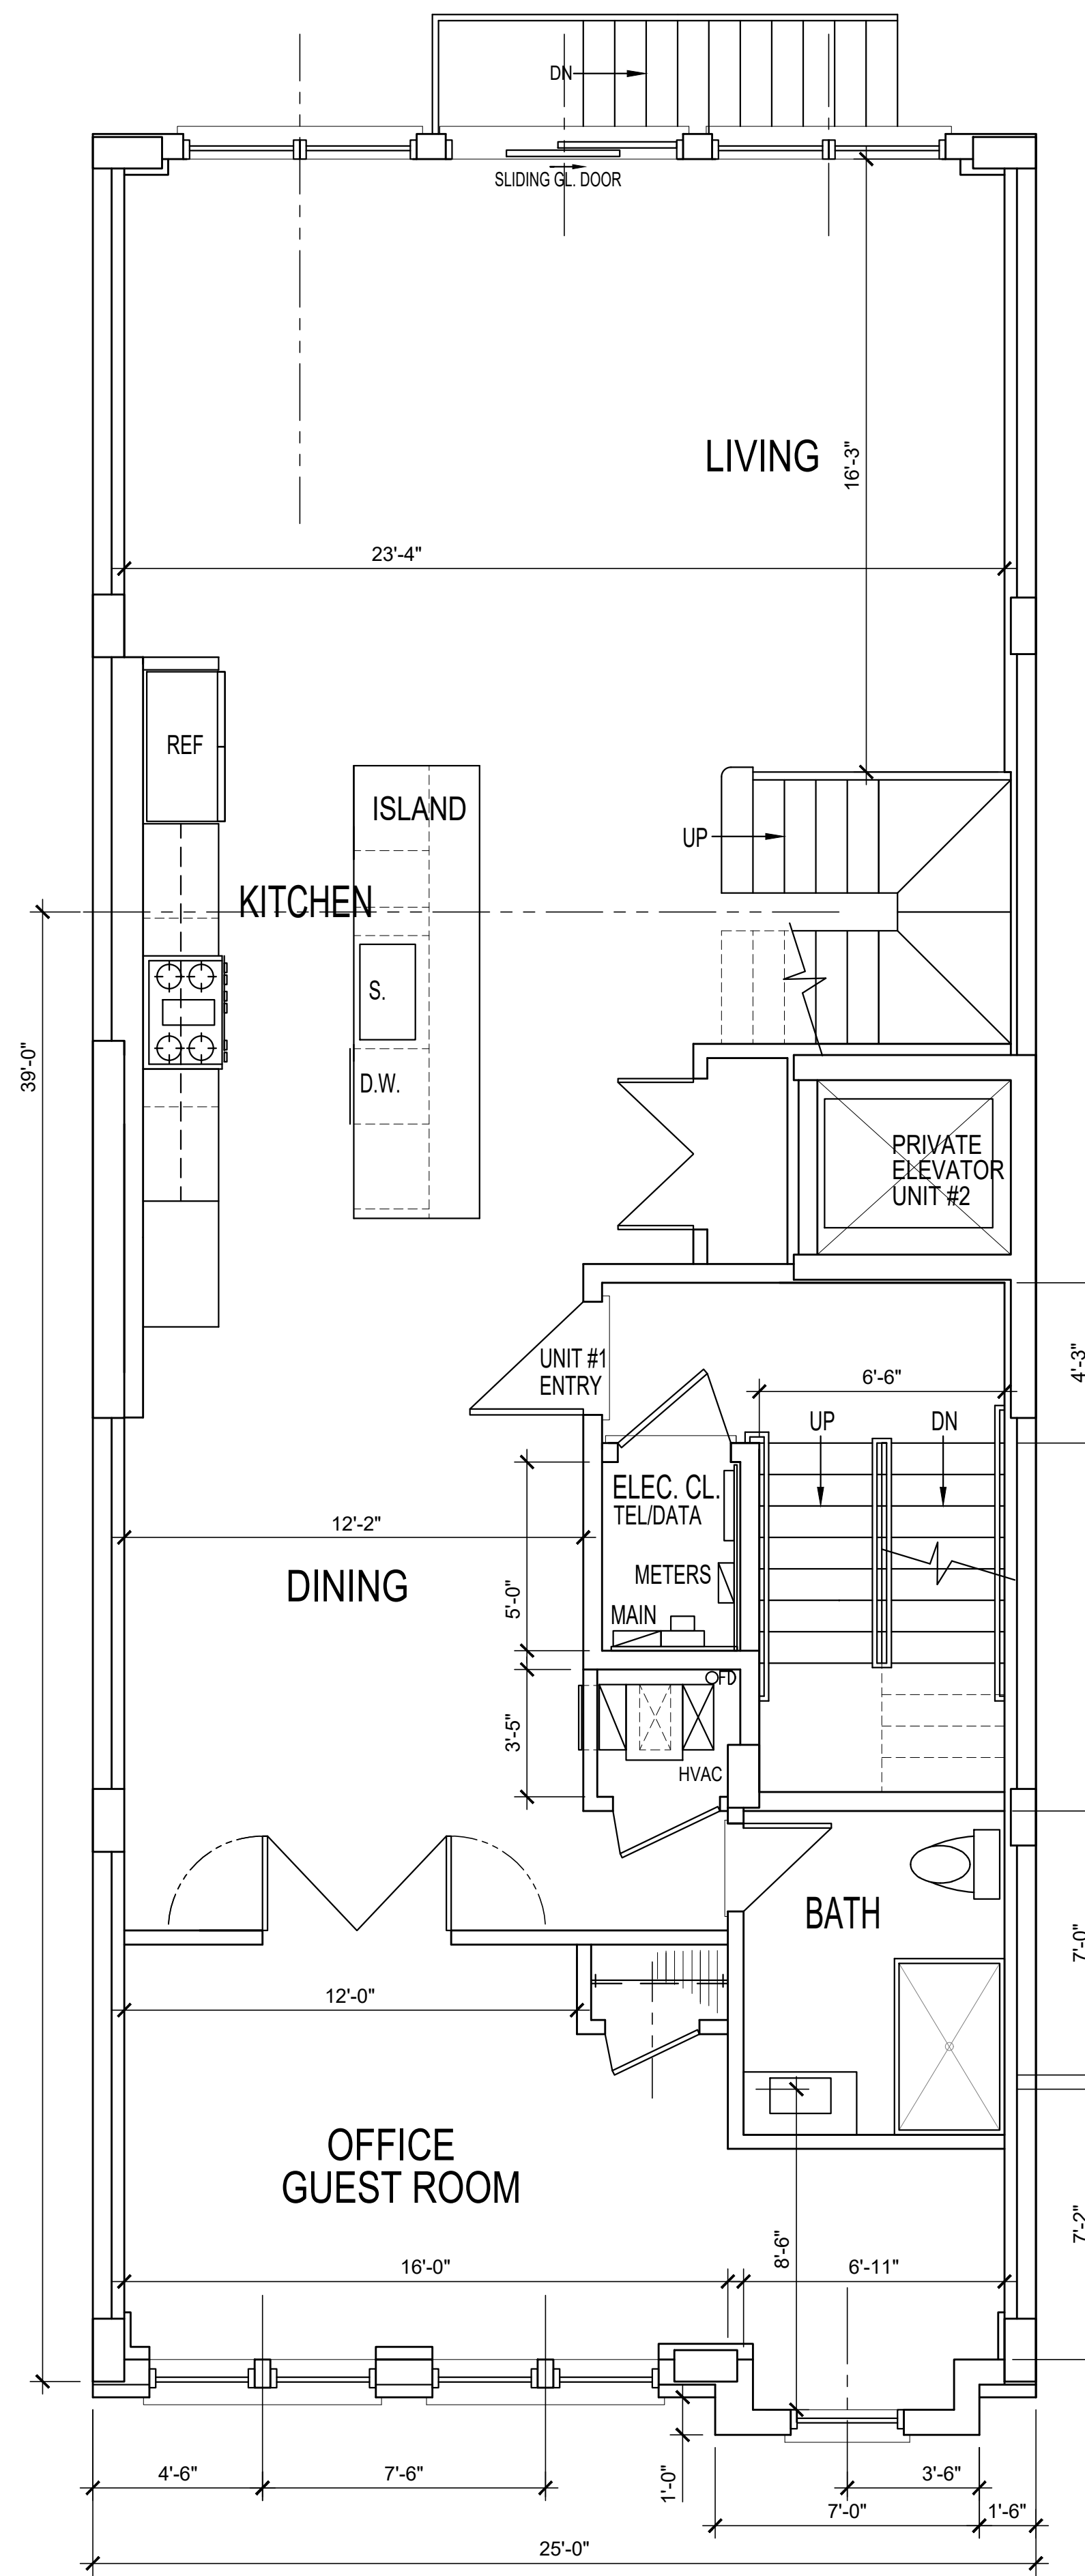 DN
SLIDING GL. DOOR
LIVING
16'-3"
23'-4"
REF
ISLAND
UP
KITCHEN
S.
39'-0"
D.W.
PRIVATE
ELEVATOR
UNIT #2
UNIT #1
ENTRY
4'-3"
6'-6"
UP
DN
ELEC. CL.
TEL/DATA
12'-2"
METERS
DINING
5'-0"
MAIN
FD
3'-5"
HVAC
BATH
7'-0"
12'-0"
OFFICE
GUEST ROOM
7'-2"
8'-6"
16'-0"
6'-11"
4'-6"
7'-6"
1'-0"
3'-6"
7'-0"
1'-6"
25'-0"